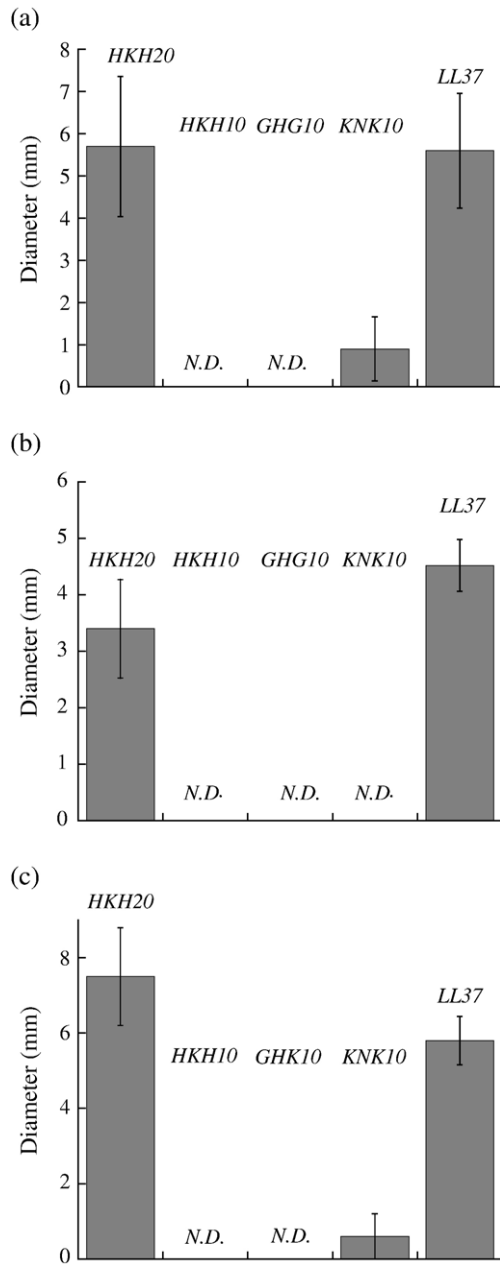 (a)
8
7
6
5
4
3
2
1
0
Diameter (mm)
HKH20
HKH10 GHG10 KNK10
LL37
N.D. N.D.
(b)
6
5
4
3
2
1
0
Diameter (mm)
LL37
HKH20 HKH10 GHG10 KNK10
N.D. N.D. N.D.
(c)
8
6
4
2
0
Diameter (mm)
HKH20
LL37
HKH10 GHK10 KNK10
N.D. N.D.